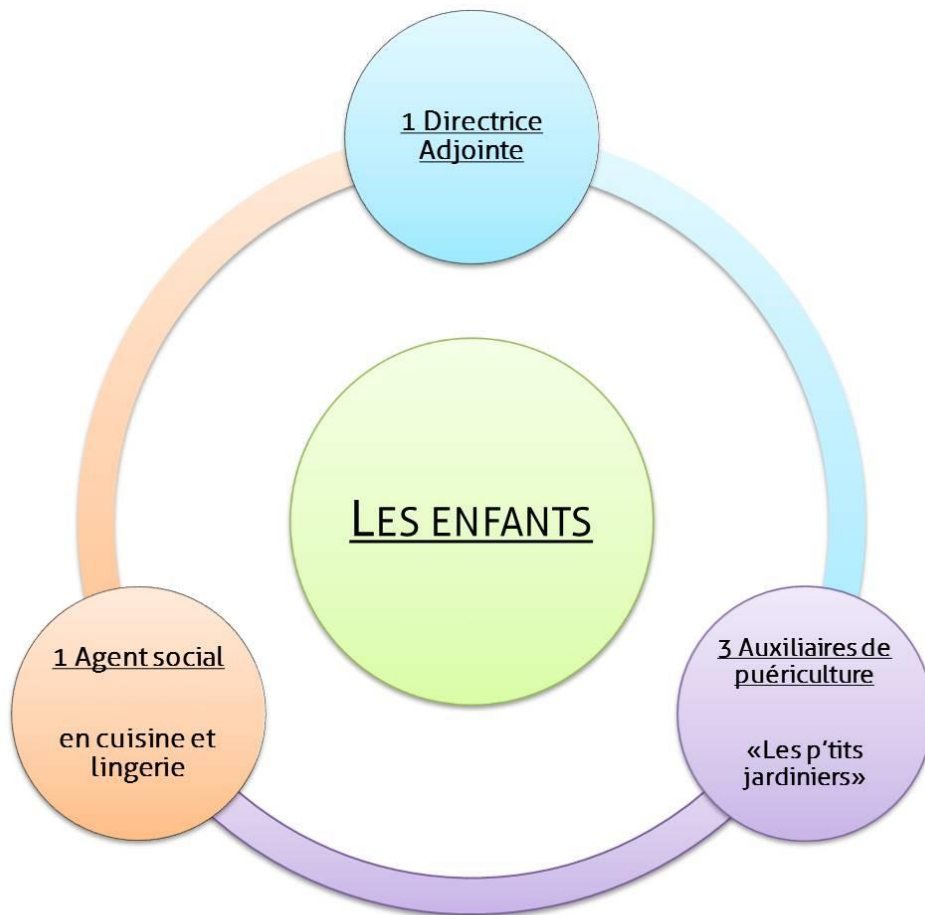 1 Directrice
Adjointe
LES ENFANTS
1 Agent social
en cuisine et
lingerie
3 Auxiliaires de
puériculture
«Les p'tits
jardiniers»